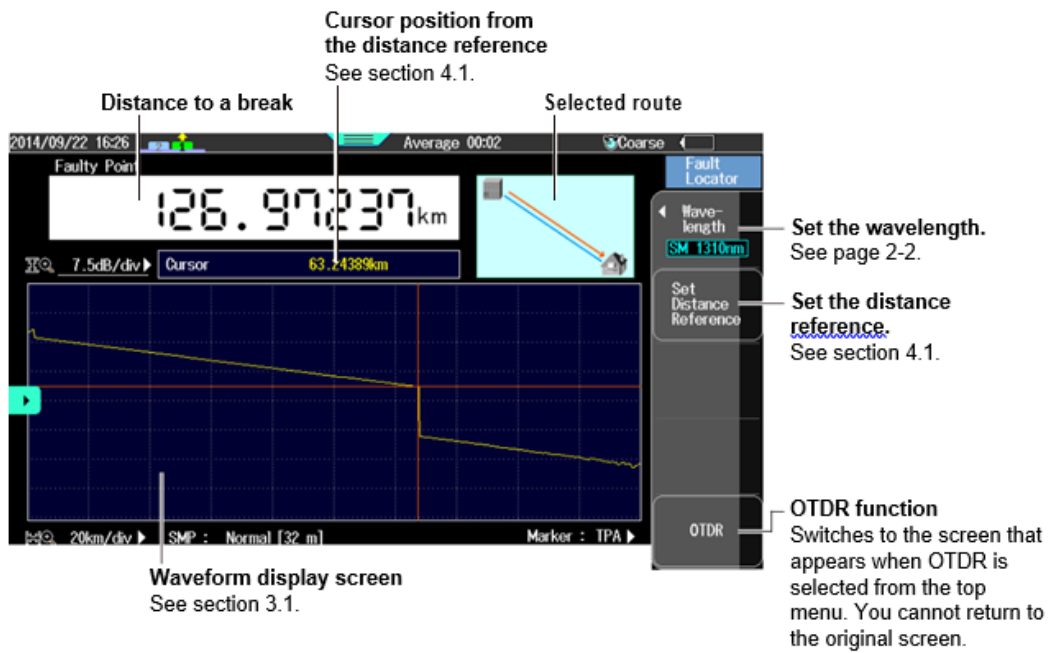 Cursor position from
the distance reference
See section 4.1.
Distance to a break
Selected route
2014/09/22 16:26
2
1
Average 00:02
Coarse
Faulty Point
126.97237km
7.5dB/div
Cursor
63.24389km
Fault
Locator
Wave-
length
SM 1310nm
Set
Distance
Reference
OTDR
20km/div
SMP : Normal [32 m]
Marker : TPA
Set the wavelength.
See page 2-2.
Set the distance
reference.
See section 4.1.
OTDR function
Switches to the screen that
appears when OTDR is
selected from the top
menu. You cannot return to
the original screen.
Waveform display screen
See section 3.1.